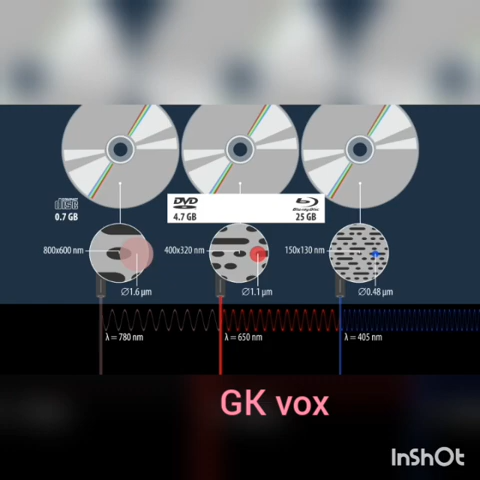 COMPACT
disc
0.7 GB
DVD
4.7 GB
Blu-ray Disc
25 GB
800x600 nm
400x320 nm
150x130 nm
∅1.6 µm
∅1.1 µm
∅0.48 µm
λ = 780 nm
λ = 650 nm
λ = 405 nm
GK vox
InShOt